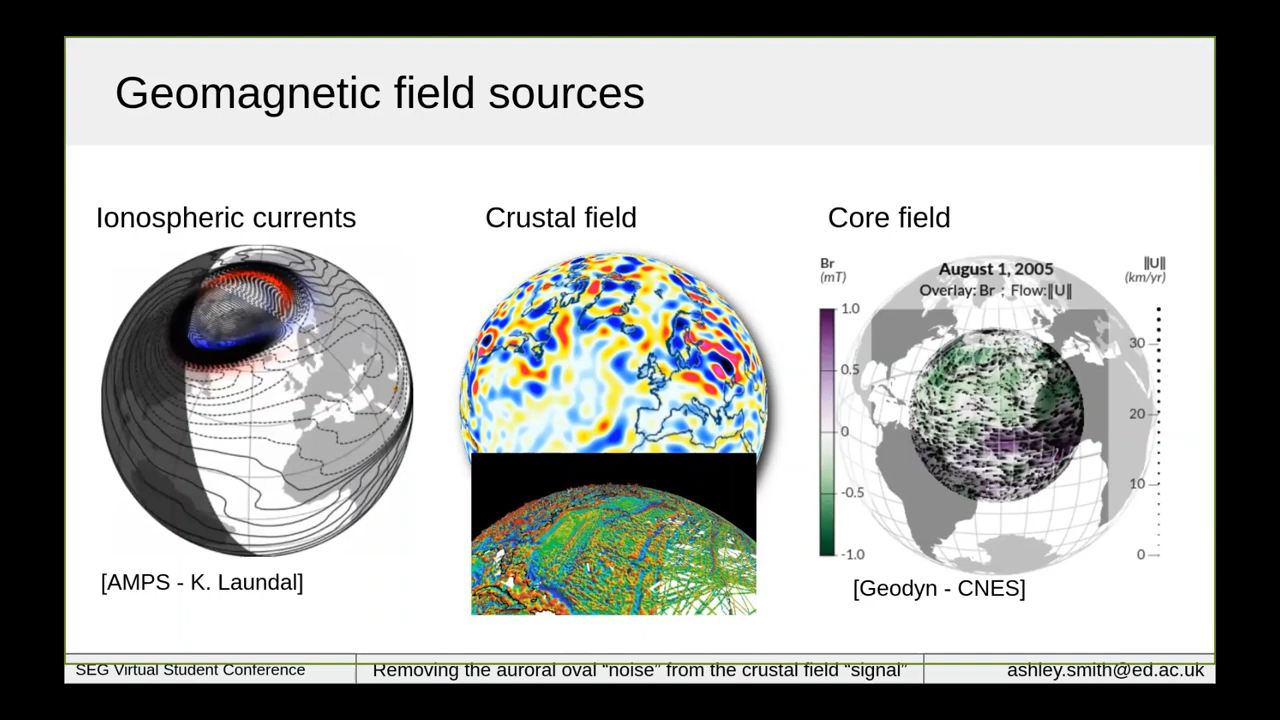 Geomagnetic field sources
Ionospheric currents
Crustal field
Core field
Br
(mT)
August 1, 2005
Overlay: Br ; Flow:‖U‖
‖U‖
(km/yr)
1.0
0.5
0
-0.5
-1.0
30
20
10
0
[AMPS - K. Laundal]
[Geodyn - CNES]
SEG Virtual Student Conference
Removing the auroral oval “noise” from the crustal field “signal”
ashley.smith@ed.ac.uk